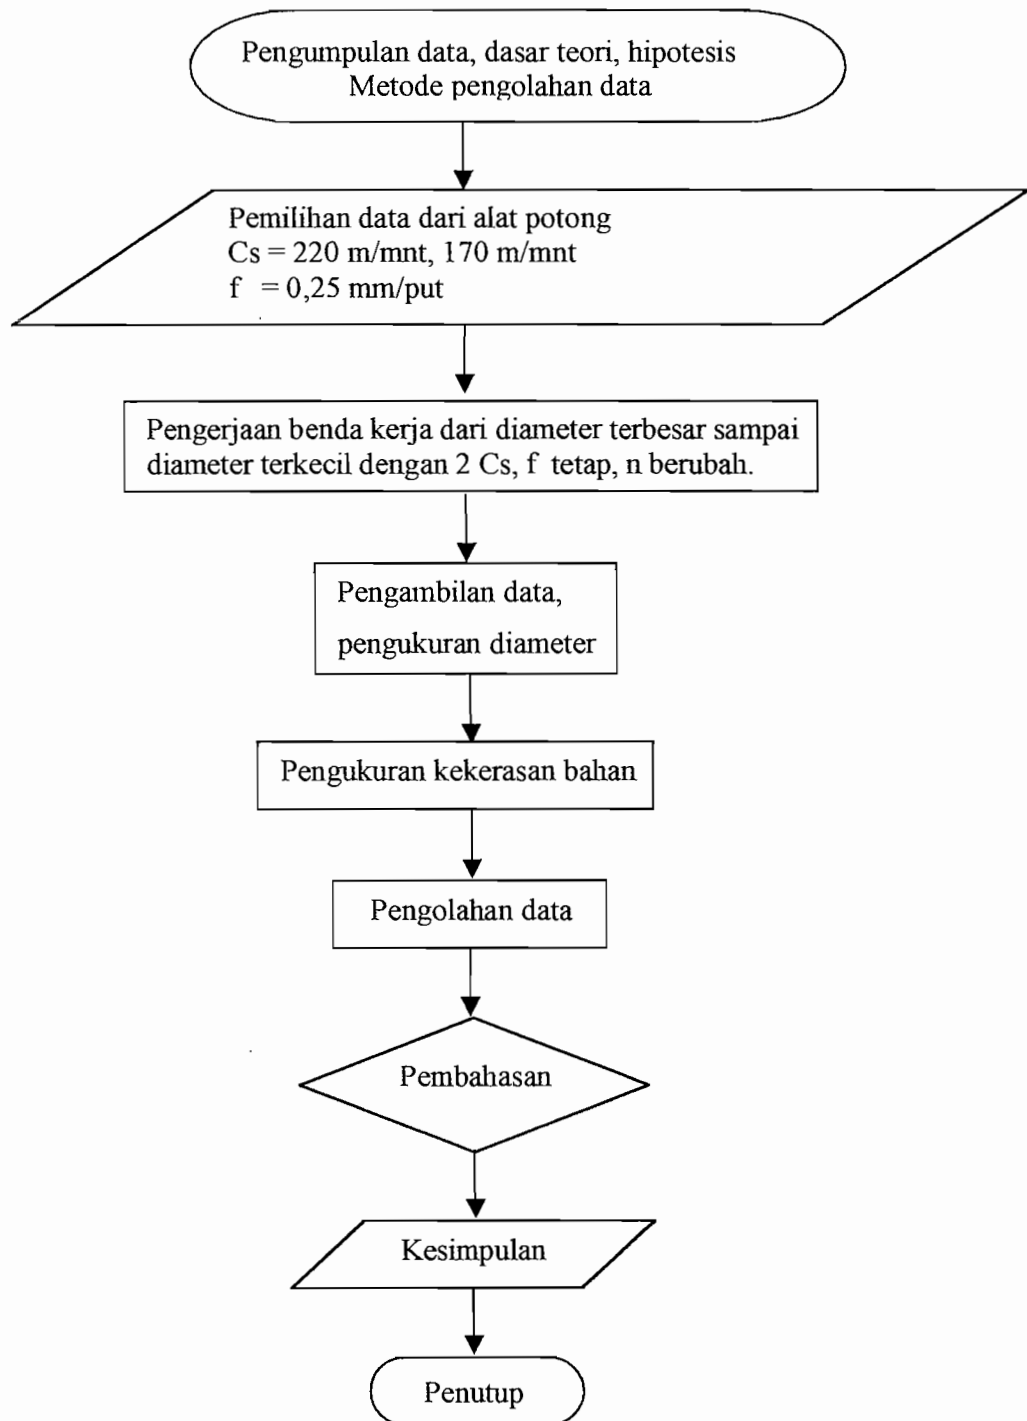 Pengumpulan data, dasar teori, hipotesis
Metode pengolahan data
Pemilihan data dari alat potong
Cs = 220 m/mnt, 170 m/mnt
f = 0,25 mm/put
Pengerjaan benda kerja dari diameter terbesar sampai
diameter terkecil dengan 2 Cs, f tetap, n berubah.
Pengambilan data,
pengukuran diameter
Pengukuran kekerasan bahan
Pengolahan data
Pembahasan
Kesimpulan
Penutup